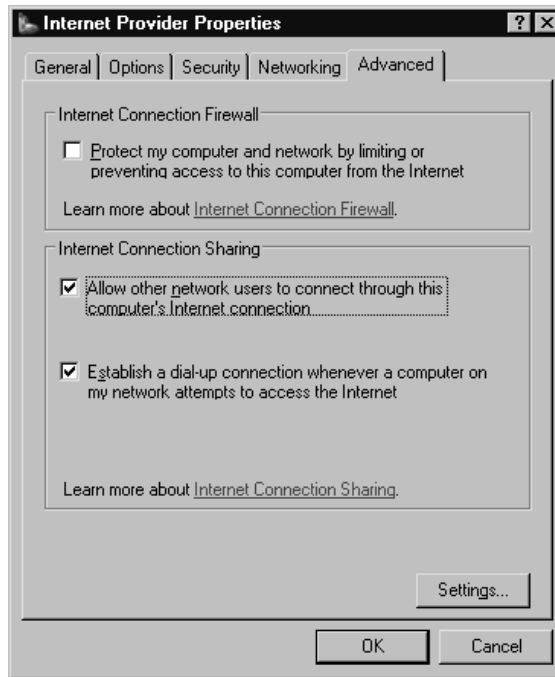 Internet Provider Properties
General Options Security Networking Advanced
Internet Connection Firewall
Protect my computer and network by limiting or
preventing access to this computer from the Internet
Learn more about Internet Connection Firewall.
Internet Connection Sharing
Allow other network users to connect through this
computer's Internet connection
Establish a dial-up connection whenever a computer on
my network attempts to access the Internet
Learn more about Internet Connection Sharing.
Settings...
OK Cancel